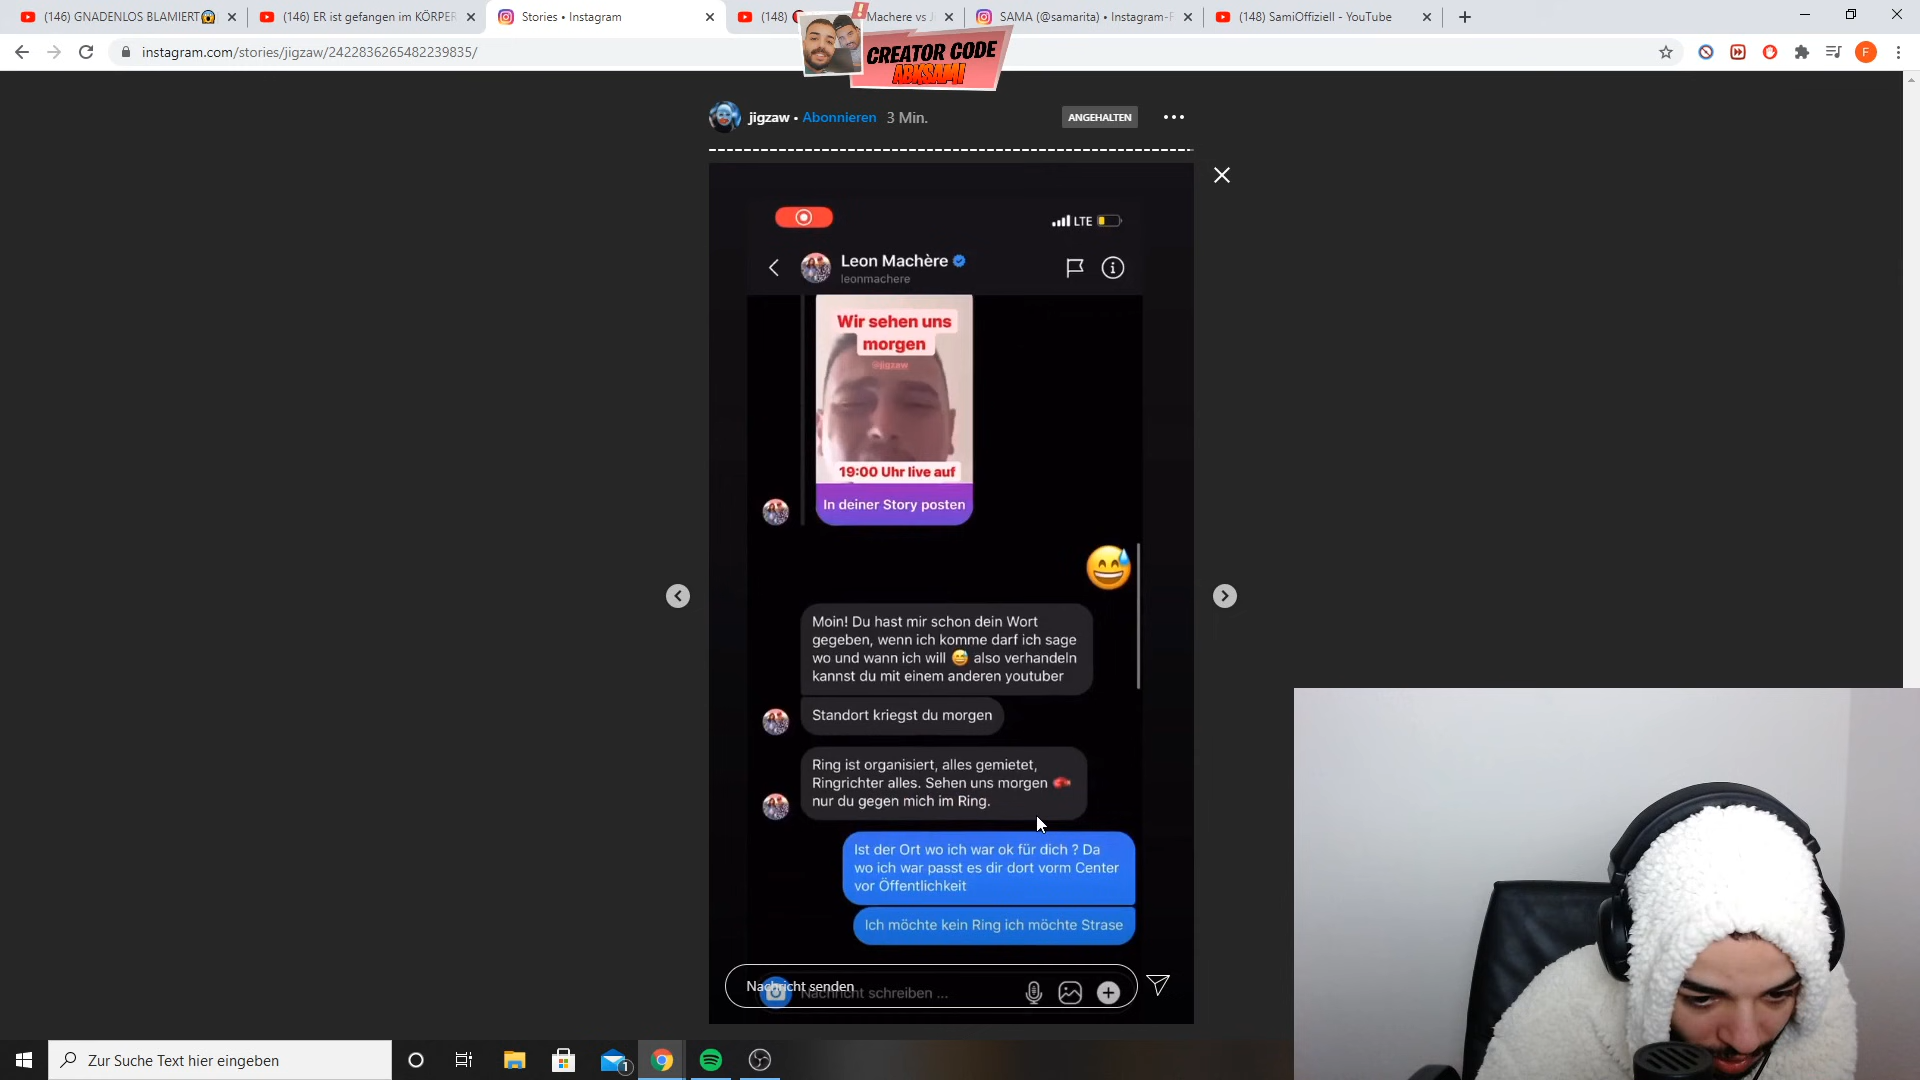 (146) GNADENLOS BLAMIERT😱
(146) ER ist gefangen im KÖRPER
Stories • Instagram
(148)
Machere vs J
SAMA (@samarita) • Instagram-F
(148) SamiOffiziell - YouTube
instagram.com/stories/jigzaw/2422836265482239835/
F
CREATOR CODE
ABKSAMI
jigzaw • Abonnieren 3 Min.
ANGEHALTEN
LTE
Leon Machère
leonmachere
Wir sehen uns
morgen
@jigzaw
19:00 Uhr live auf
In deiner Story posten
😅
Moin! Du hast mir schon dein Wort
gegeben, wenn ich komme darf ich sage
wo und wann ich will 😅 also verhandeln
kannst du mit einem anderen youtuber
Standort kriegst du morgen
Ring ist organisiert, alles gemietet,
Ringrichter alles. Sehen uns morgen 🥊
nur du gegen mich im Ring.
Ist der Ort wo ich war ok für dich ? Da
wo ich war passt es dir dort vorm Center
vor Öffentlichkeit
Ich möchte kein Ring ich möchte Strase
Nachricht senden
Nachricht schreiben ...
Zur Suche Text hier eingeben
1